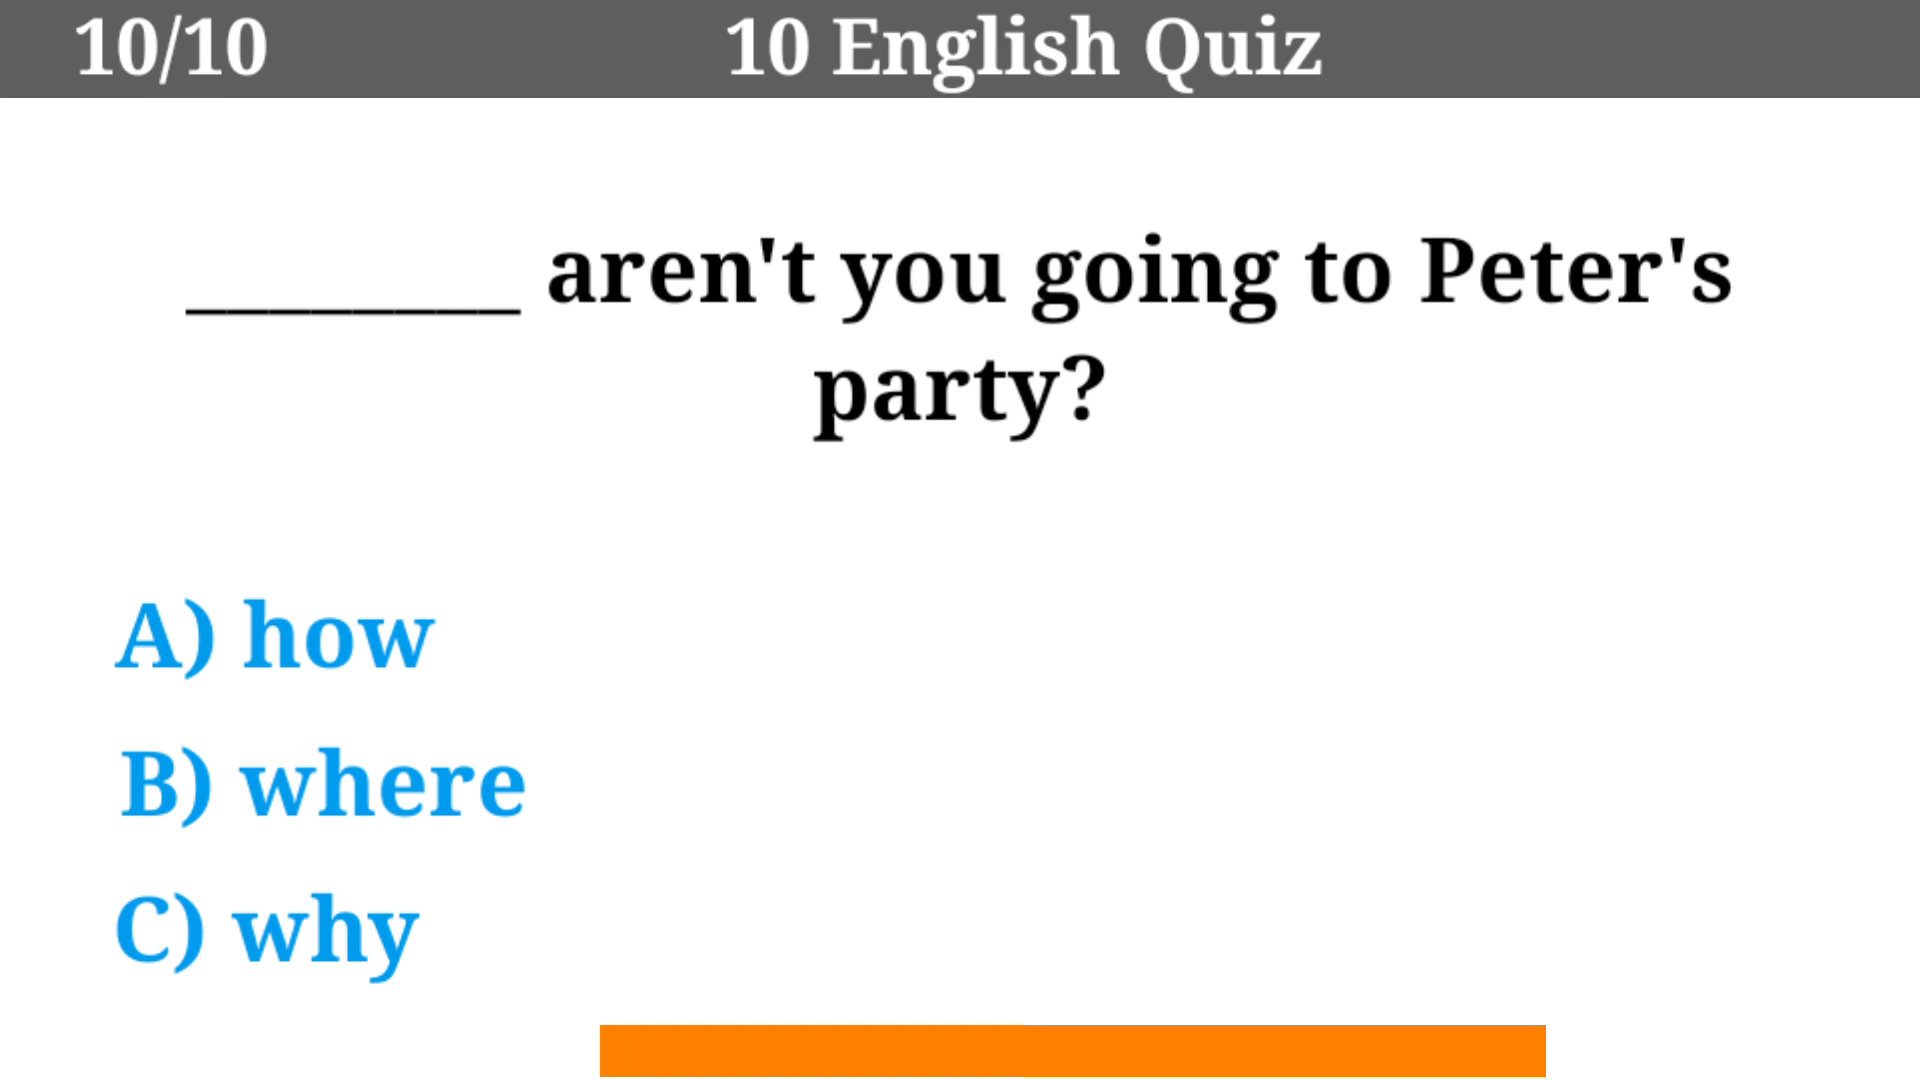 10/10 10 English Quiz
________ aren't you going to Peter's
party?
A) how
B) where
C) why